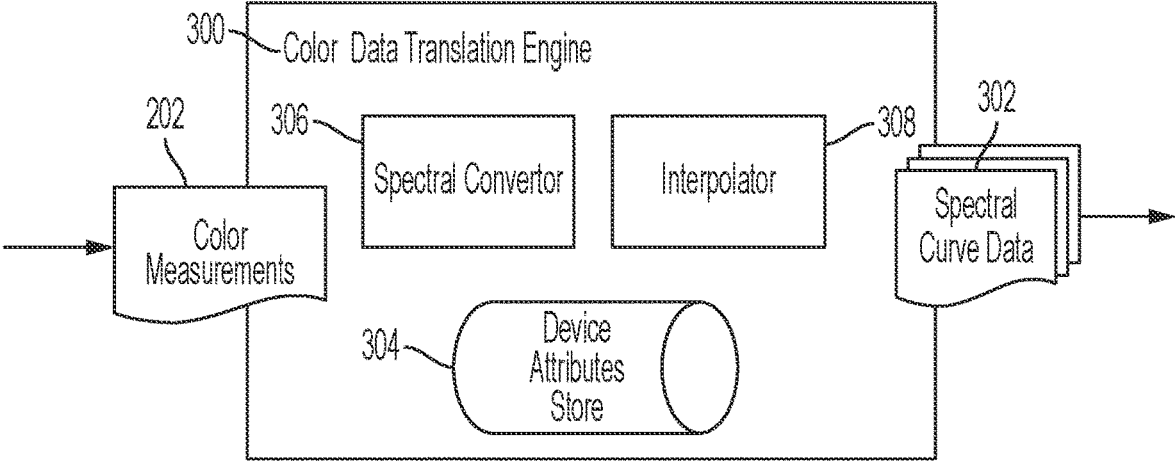 300
Color Data Translation Engine
202
306
308
302
Spectral Convertor
Interpolator
Color
Measurements
Spectral
Curve Data
304
Device
Attributes
Store